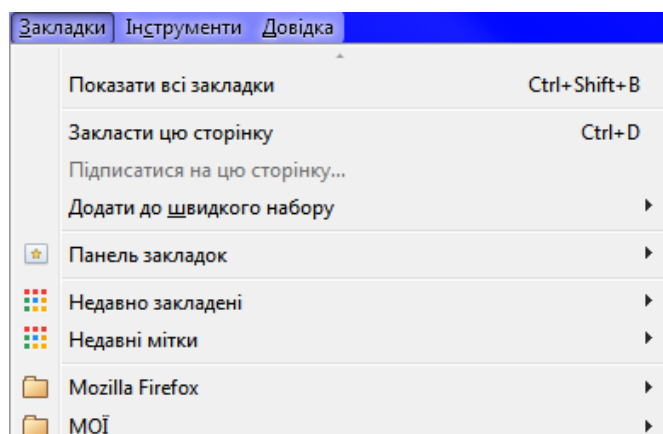 Закладки Інструменти Довідка
Показати всі закладки Ctrl+Shift+B
Закласти цю сторінку Ctrl+D
Підписатися на цю сторінку...
Додати до швидкого набору
Панель закладок
Недавно закладені
Недавні мітки
Mozilla Firefox
МОЇ